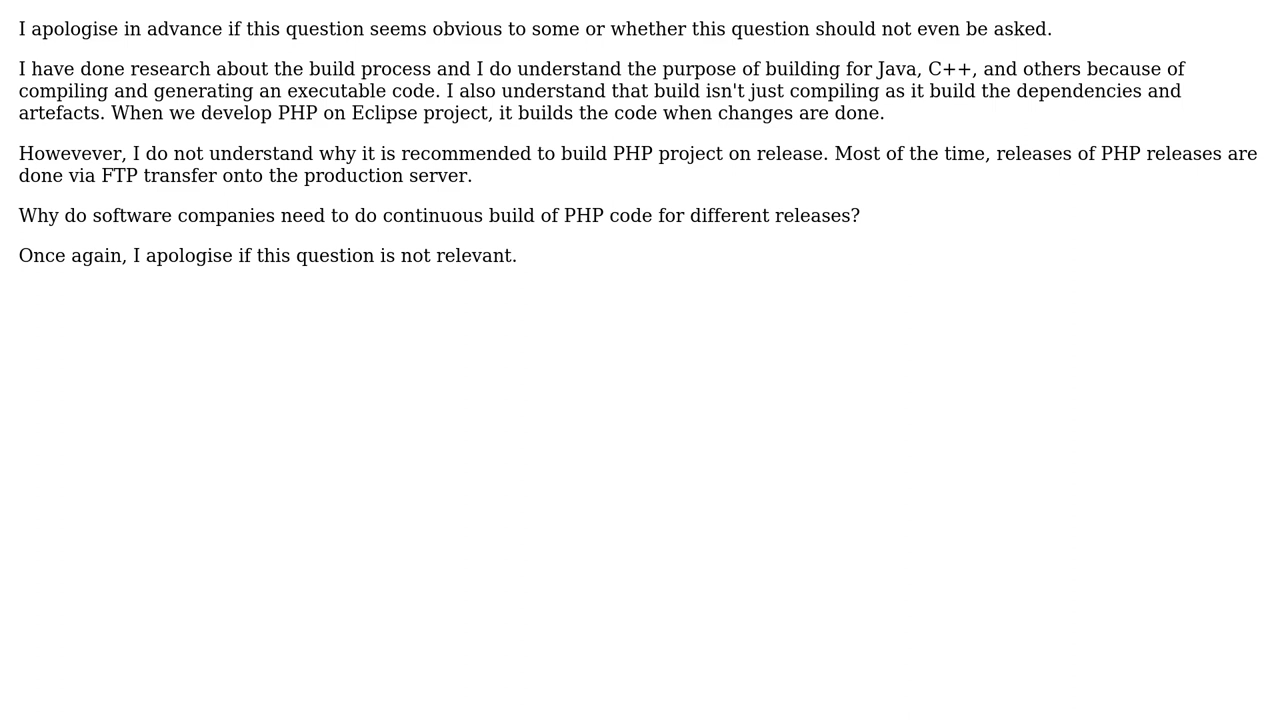 I apologise in advance if this question seems obvious to some or whether this question should not even be asked.
I have done research about the build process and I do understand the purpose of building for Java, C++, and others because of
compiling and generating an executable code. I also understand that build isn't just compiling as it build the dependencies and
artefacts. When we develop PHP on Eclipse project, it builds the code when changes are done.
Howevever, I do not understand why it is recommended to build PHP project on release. Most of the time, releases of PHP releases are
done via FTP transfer onto the production server.
Why do software companies need to do continuous build of PHP code for different releases?
Once again, I apologise if this question is not relevant.